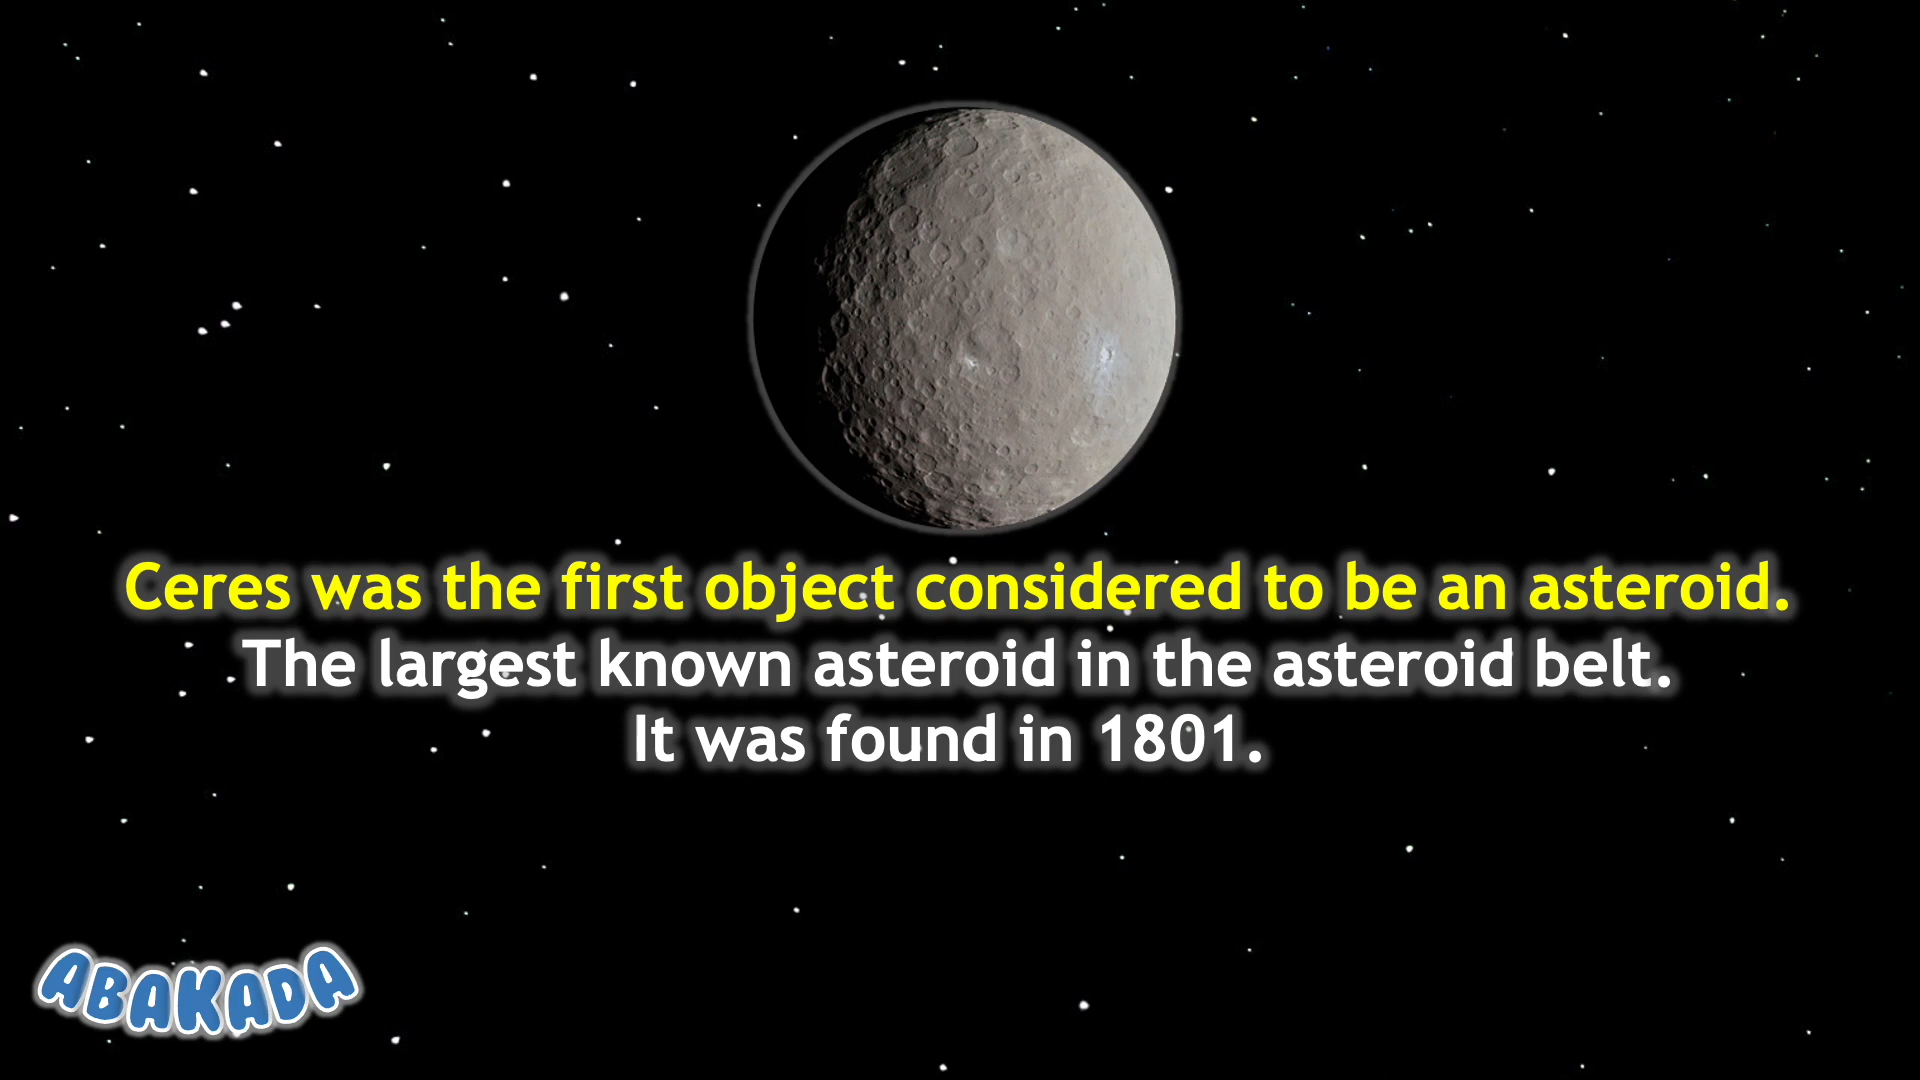 Ceres was the first object considered to be an asteroid.
The largest known asteroid in the asteroid belt.
It was found in 1801.
ABAKADA